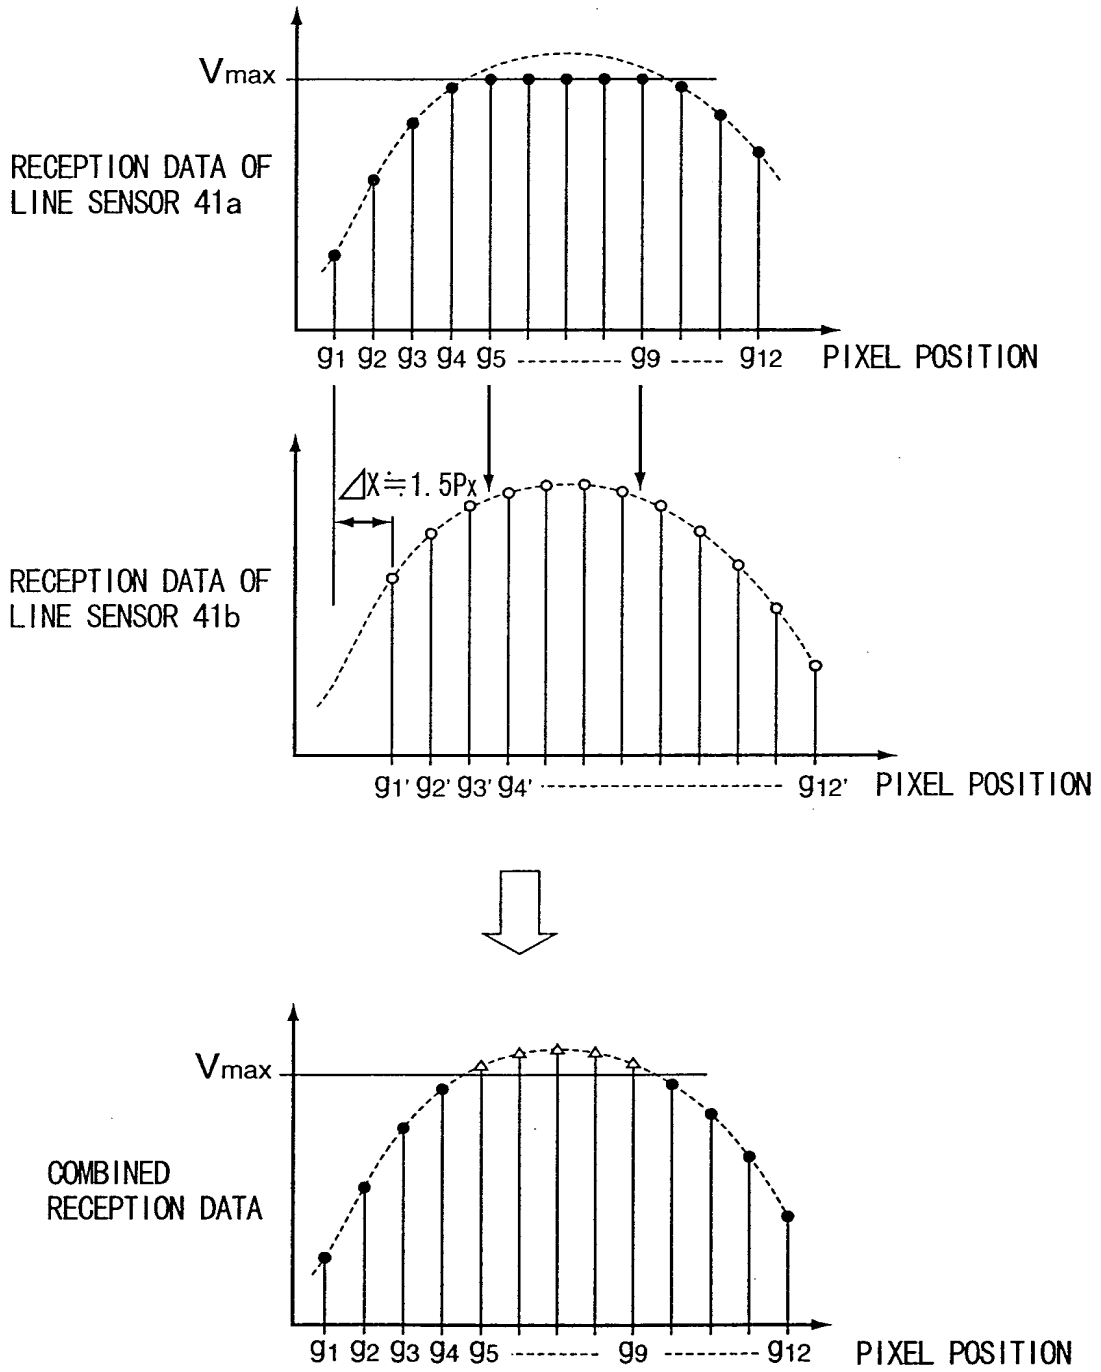 Vmax
RECEPTION DATA OF
LINE SENSOR 41a
g1 g2 g3 g4 g5 g9 g12 PIXEL POSITION
⊿X≒1.5Px
RECEPTION DATA OF
LINE SENSOR 41b
g1' g2' g3' g4' g12' PIXEL POSITION
Vmax
COMBINED
RECEPTION DATA
g1 g2 g3 g4 g5 g9 g12 PIXEL POSITION